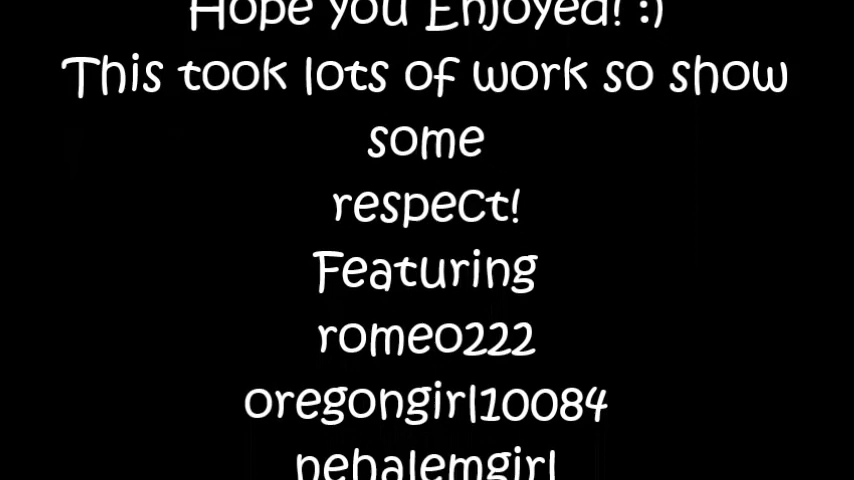 Hope you Enjoyed! :)
This took lots of work so show
some
respect!
Featuring
romeo222
oregongirl10084
nehalemgirl